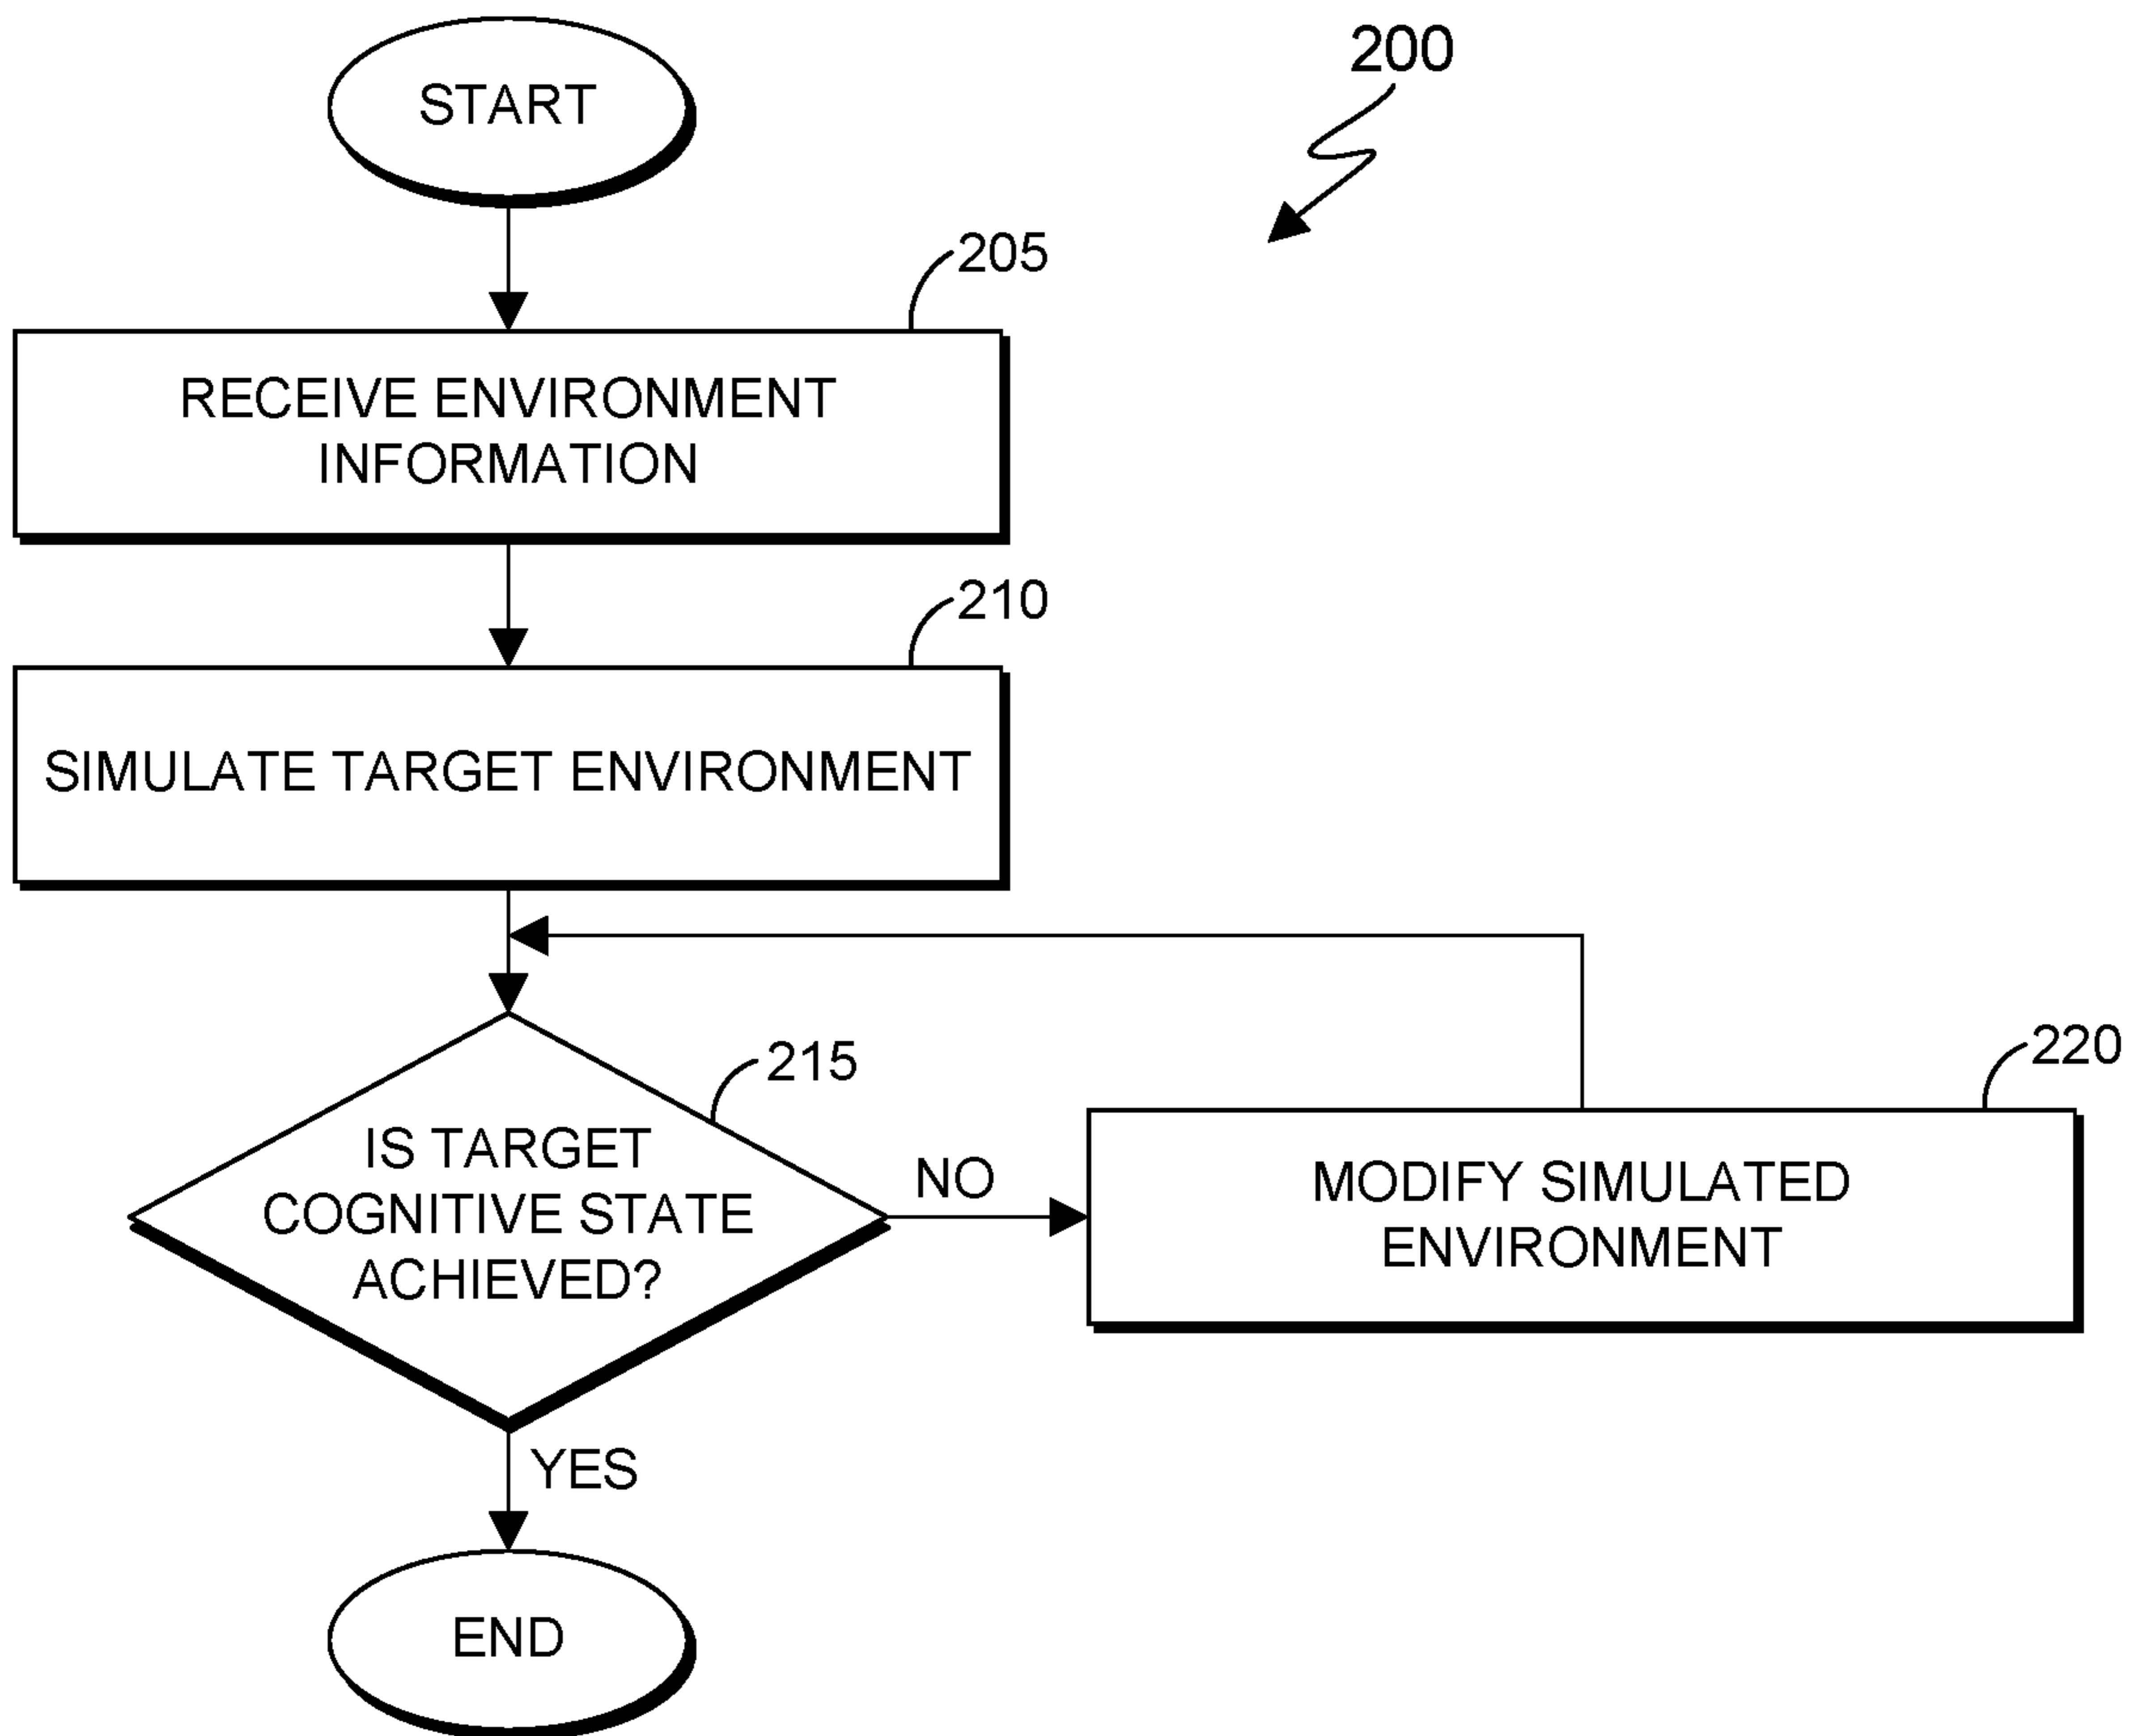 START
200
205
RECEIVE ENVIRONMENT
INFORMATION
210
SIMULATE TARGET ENVIRONMENT
215
IS TARGET
COGNITIVE STATE
ACHIEVED?
NO
220
MODIFY SIMULATED
ENVIRONMENT
YES
END